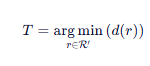 T = arg min (d(r))
r∈R′